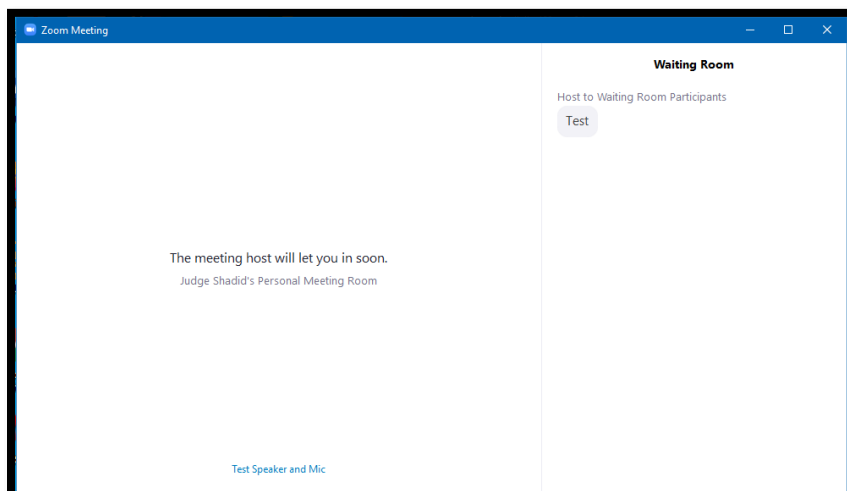 Zoom Meeting
The meeting host will let you in soon.
Judge Shadid's Personal Meeting Room
Test Speaker and Mic
Waiting Room
Host to Waiting Room Participants
Test